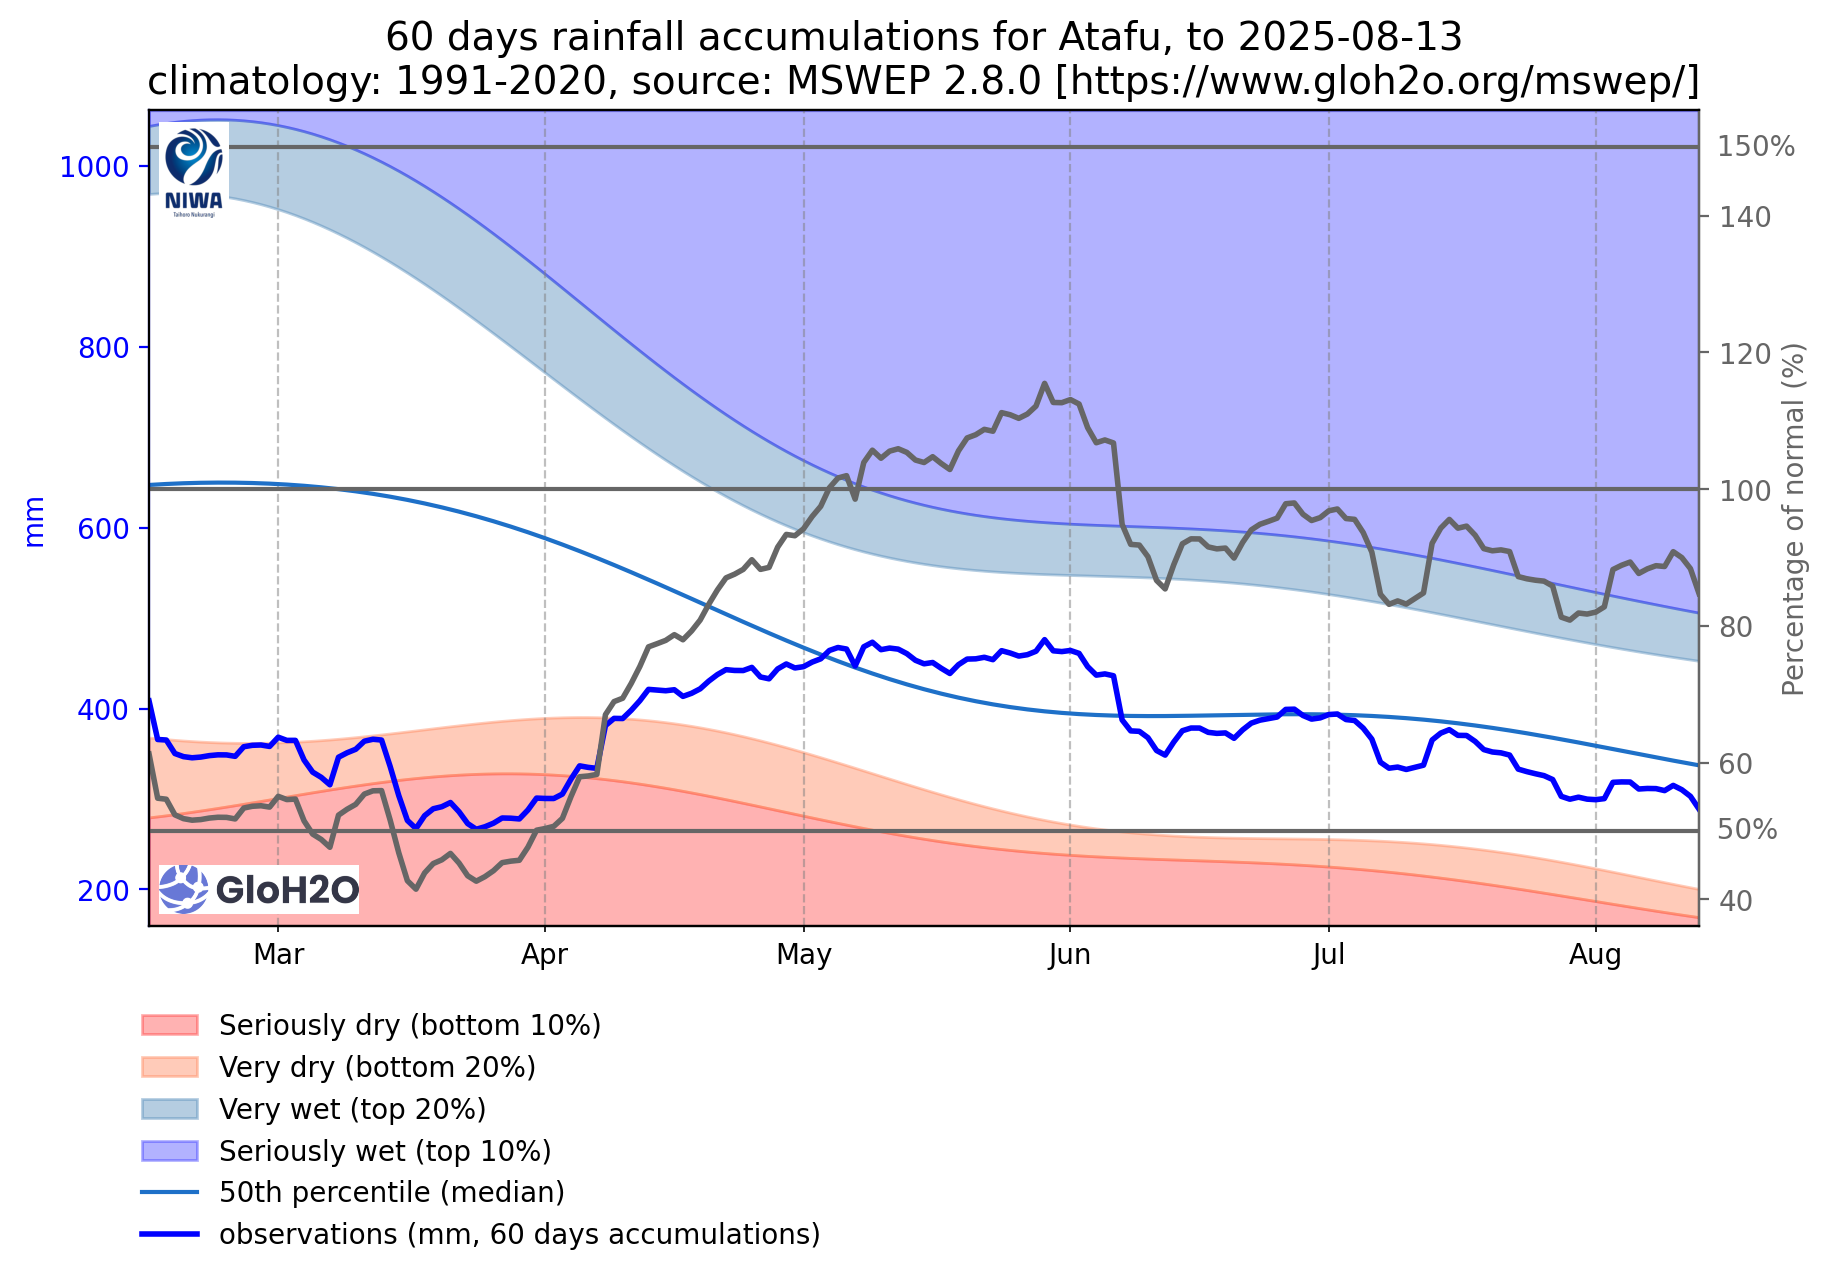 60 days rainfall accumulations for Atafu, to 2025-08-13
climatology: 1991-2020, source: MSWEP 2.8.0 [https://www.gloh2o.org/mswep/]
NIWA
Taihoro Nukurangi
1000
800
600
400
200
mm
150%
140
120
100
80
60
50%
40
Percentage of normal (%)
GloH2O
Mar
Apr
May
Jun
Jul
Aug
Seriously dry (bottom 10%)
Very dry (bottom 20%)
Very wet (top 20%)
Seriously wet (top 10%)
50th percentile (median)
observations (mm, 60 days accumulations)